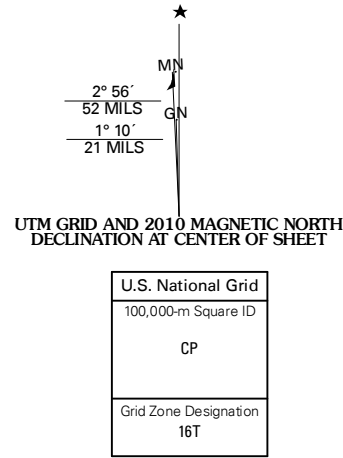 MN
2° 56´
52 MILS
GN
1° 10´
21 MILS
UTM GRID AND 2010 MAGNETIC NORTH
DECLINATION AT CENTER OF SHEET
U.S. National Grid
100,000-m Square ID
CP
Grid Zone Designation
16T